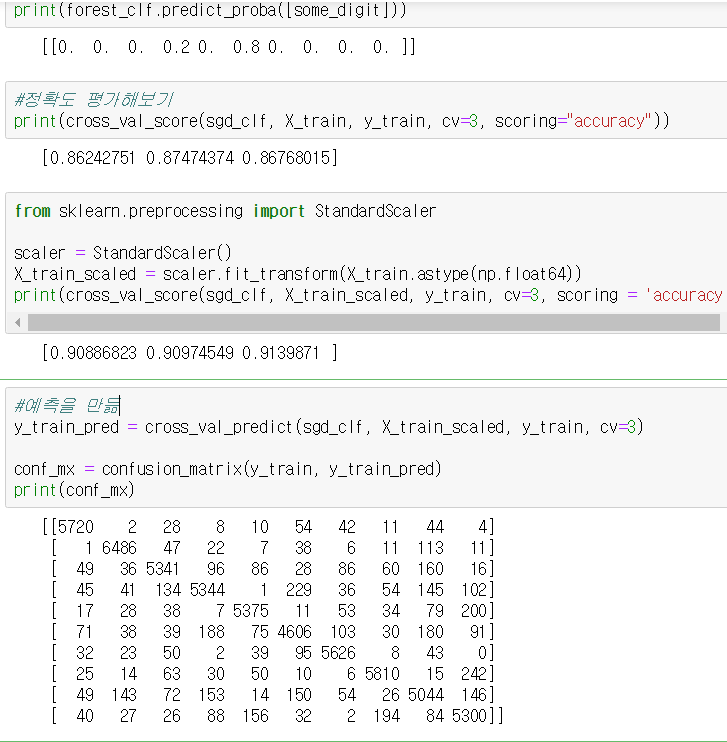 print(forest_clf.predict_proba([some_digit]))
[[0.  0.  0.  0.2 0.  0.8 0.  0.  0.  0. ]]
#정확도 평가해보기
print(cross_val_score(sgd_clf, X_train, y_train, cv=3, scoring="accuracy"))
[0.86242751 0.87474374 0.86768015]
from sklearn.preprocessing import StandardScaler
scaler = StandardScaler()
X_train_scaled = scaler.fit_transform(X_train.astype(np.float64))
print(cross_val_score(sgd_clf, X_train_scaled, y_train, cv=3, scoring = 'accuracy
[0.90886823 0.90974549 0.9139871 ]
#예측을 만듦
y_train_pred = cross_val_predict(sgd_clf, X_train_scaled, y_train, cv=3)
conf_mx = confusion_matrix(y_train, y_train_pred)
print(conf_mx)
[[5720    2   28    8   10   54   42   11   44    4]
[   1 6486   47   22    7   38    6   11  113   11]
[  49   36 5341   96   86   28   86   60  160   16]
[  45   41  134 5344    1  229   36   54  145  102]
[  17   28   38    7 5375   11   53   34   79  200]
[  71   38   39  188   75 4606  103   30  180   91]
[  32   23   50    2   39   95 5626    8   43    0]
[  25   14   63   30   50   10    6 5810   15  242]
[  49  143   72  153   14  150   54   26 5044  146]
[  40   27   26   88  156   32    2  194   84 5300]]